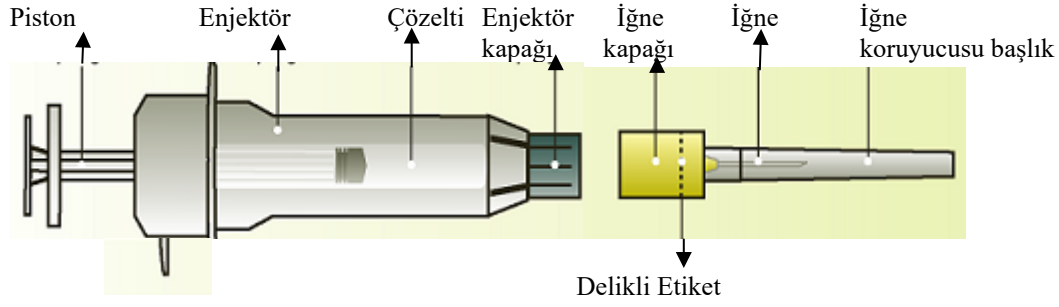 Piston Enjektör Çözelti Enjektör İğne İğne İğne
kapağı kapağı koruyucusu başlık
Delikli Etiket